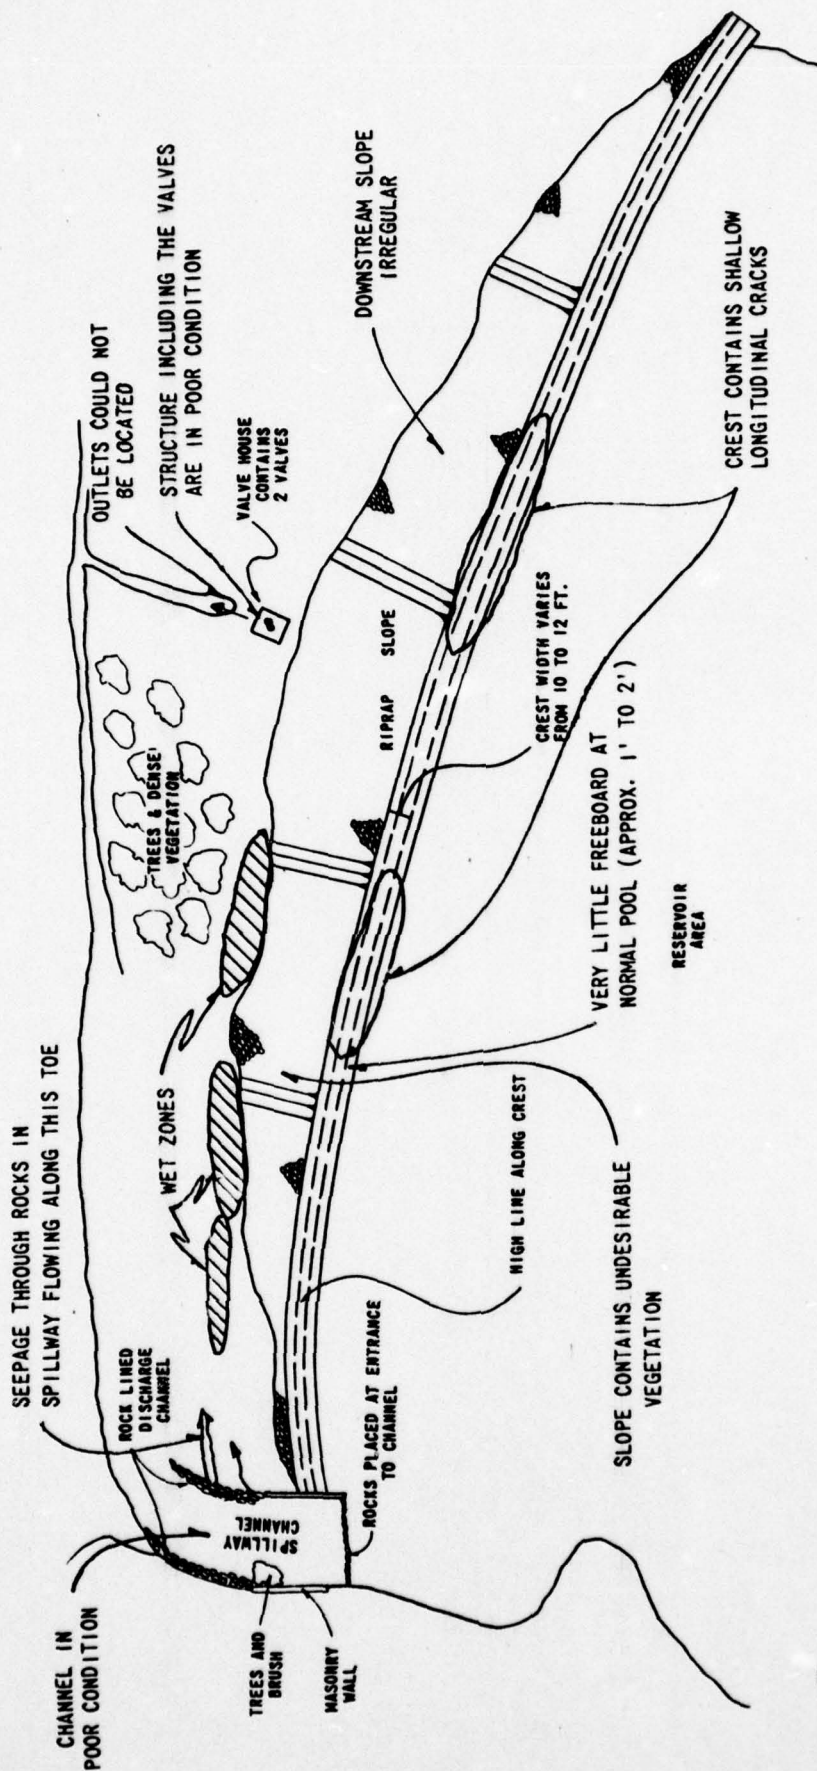 SEEPAGE THROUGH ROCKS IN
SPILLWAY FLOWING ALONG THIS TOE
CHANNEL IN
POOR CONDITION
ROCK LINED
DISCHARGE
CHANNEL
SPILLWAY
CHANNEL
TREES AND
BRUSH
MASONRY
WALL
ROCKS PLACED AT ENTRANCE
TO CHANNEL
WET ZONES
TREES & DENSE
VEGETATION
OUTLETS COULD NOT
BE LOCATED
STRUCTURE INCLUDING THE VALVES
ARE IN POOR CONDITION
VALVE HOUSE
CONTAINS
2 VALVES
DOWNSTREAM SLOPE
IRREGULAR
RIPRAP SLOPE
CREST WIDTH VARIES
FROM 10 TO 12 FT.
HIGH LINE ALONG CREST
VERY LITTLE FREEBOARD AT
NORMAL POOL (APPROX. 1' TO 2')
CREST CONTAINS SHALLOW
LONGITUDINAL CRACKS
RESERVOIR
AREA
SLOPE CONTAINS UNDESIRABLE
VEGETATION